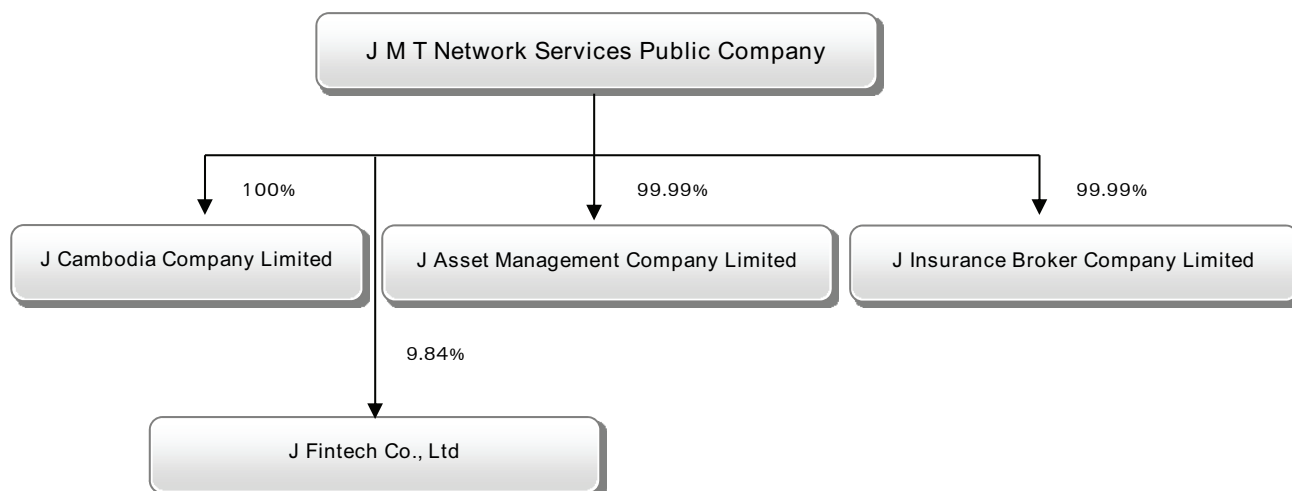 J M T Network Services Public Company
100%
99.99%
99.99%
J Cambodia Company Limited
J Asset Management Company Limited
J Insurance Broker Company Limited
9.84%
J Fintech Co., Ltd